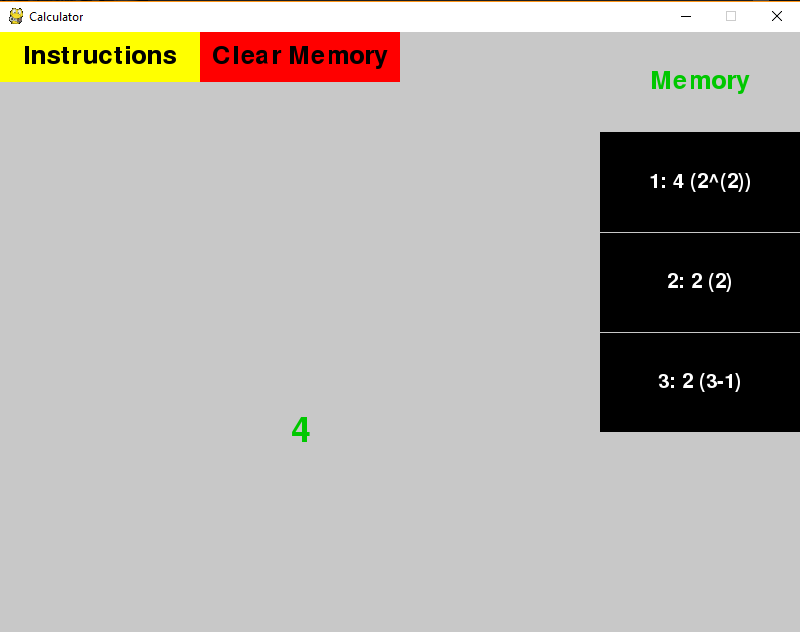 Calculator
Instructions
Clear Memory
Memory
1: 4 (2^(2))
2: 2 (2)
3: 2 (3-1)
4